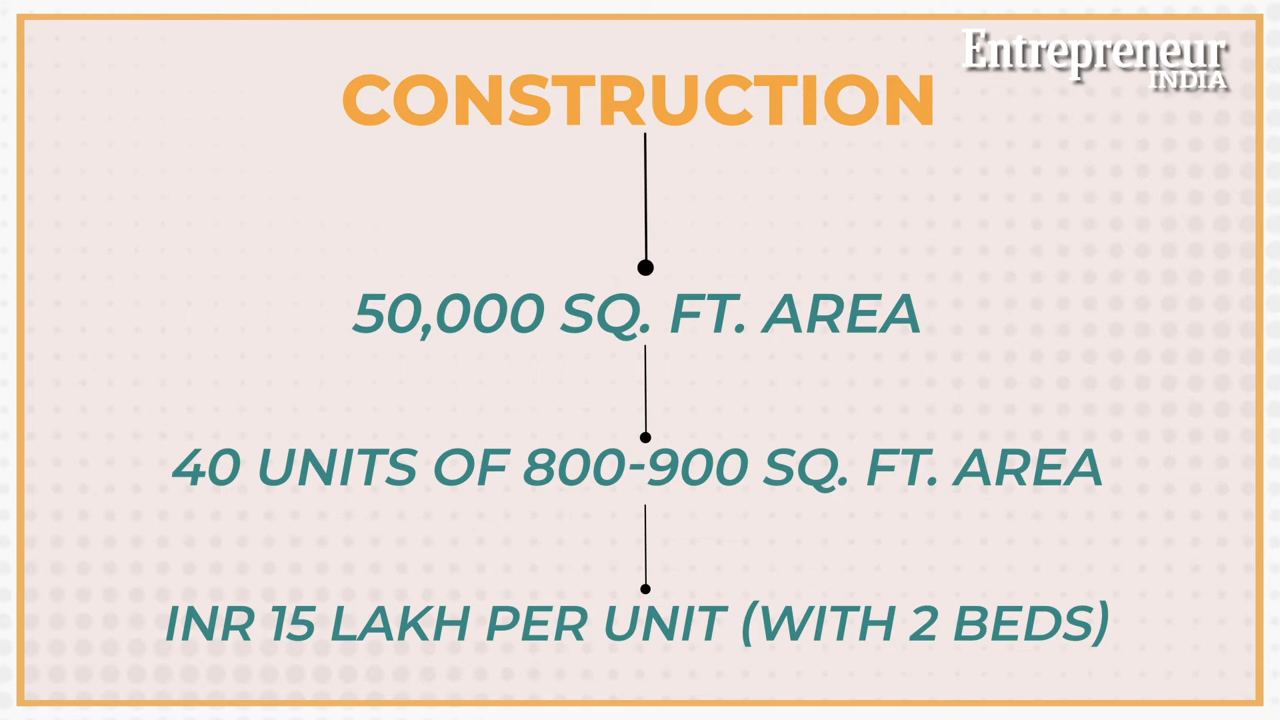 Entrepreneur
INDIA
CONSTRUCTION
50,000 SQ. FT. AREA
40 UNITS OF 800-900 SQ. FT. AREA
INR 15 LAKH PER UNIT (WITH 2 BEDS)